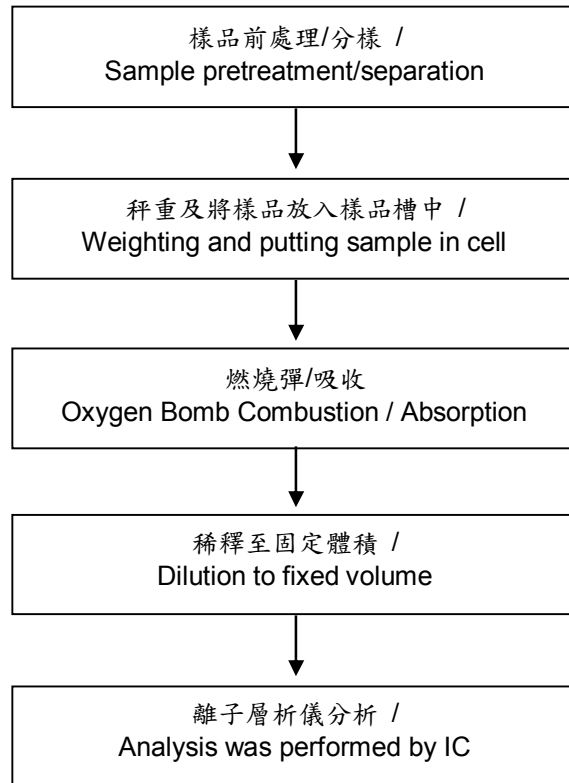 樣品前處理/分樣 /
Sample pretreatment/separation
秤重及將樣品放入樣品槽中 /
Weighting and putting sample in cell
燃燒彈/吸收
Oxygen Bomb Combustion / Absorption
稀釋至固定體積 /
Dilution to fixed volume
離子層析儀分析 /
Analysis was performed by IC